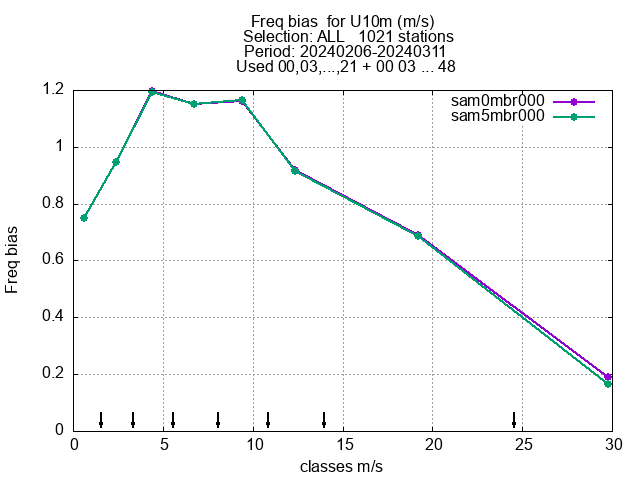 Freq bias  for U10m (m/s)
Selection: ALL   1021 stations
Period: 20240206-20240311
Used 00,03,...,21 + 00 03 ... 48
sam0mbr000
sam5mbr000
1.2
1
0.8
0.6
0.4
0.2
0
Freq bias
0 5 10 15 20 25 30
classes m/s